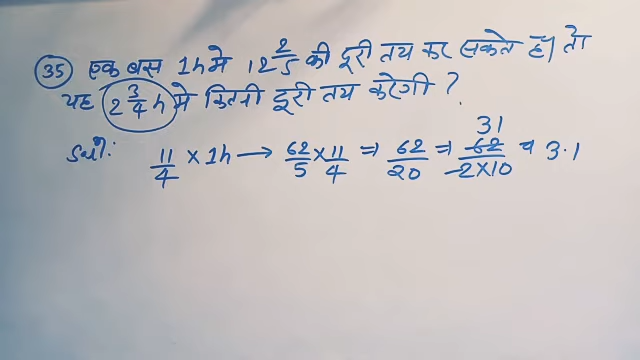 35 एक बस 1h मे 12 2/5 की दूरी तय कर सकते है। तो
यह 2 3/4 h मे कितनी दूरी तय करेगी ?
Sol: 11/4 × 1h → 62/5 × 11/4 ⇒ 62/20 ⇒ 31 62/2×10 3.1